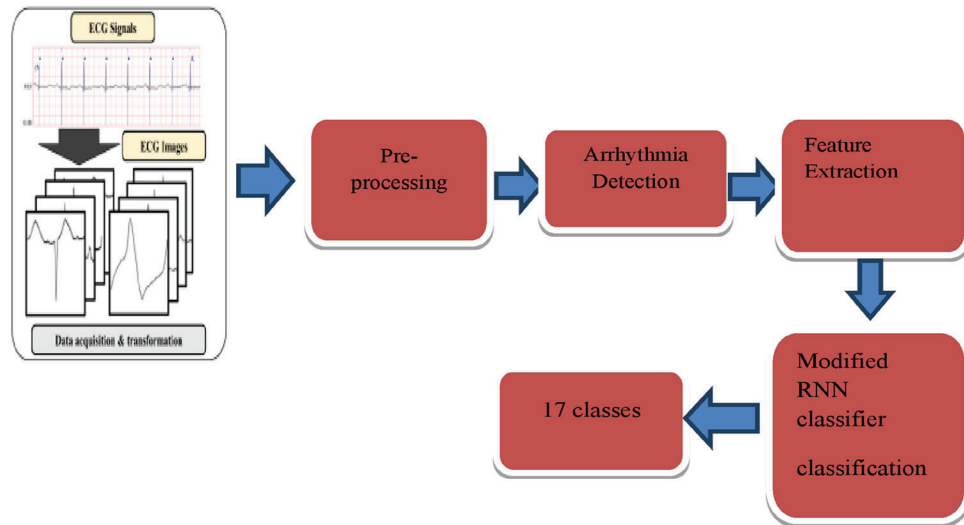 ECG Signals
ECG Images
Data acquisition & transformation
Pre-
processing
Arrhythmia
Detection
Feature
Extraction
Modified
RNN
classifier
classification
17 classes